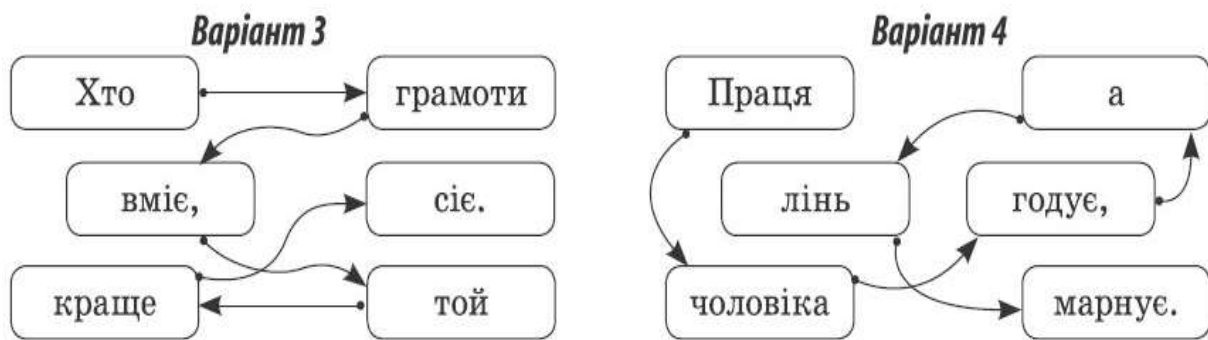 Варіант 3
Хто грамоти
вміє, сіє.
краще той
Варіант 4
Праця а
лінь годує,
чоловіка марнує.